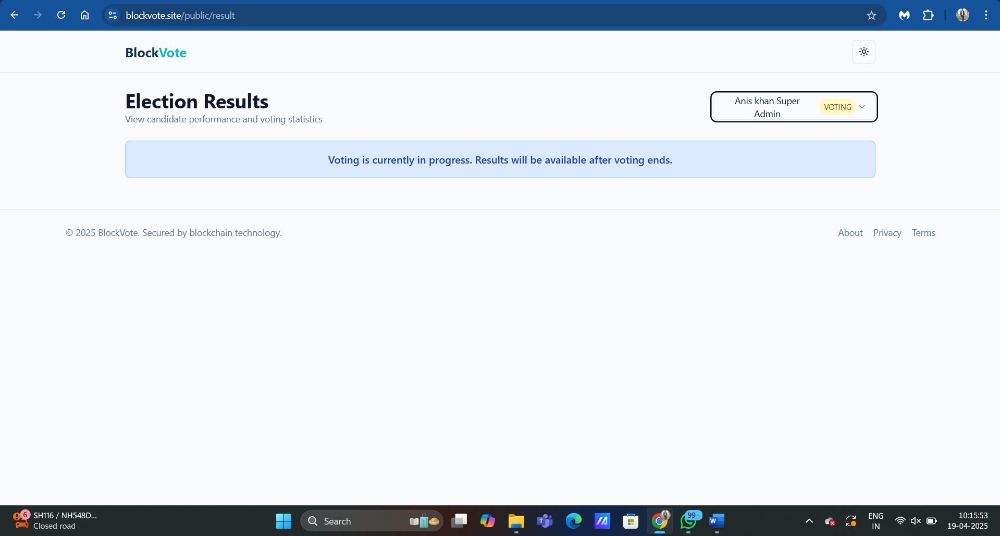 blockvote.site/public/result
BlockVote
Election Results
View candidate performance and voting statistics
Anis khan Super
Admin
VOTING
Voting is currently in progress. Results will be available after voting ends.
© 2025 BlockVote. Secured by blockchain technology.
About Privacy Terms
6
SH116 / NH548D...
Closed road
Search
99+
ENG
IN
10:15:53
19-04-2025